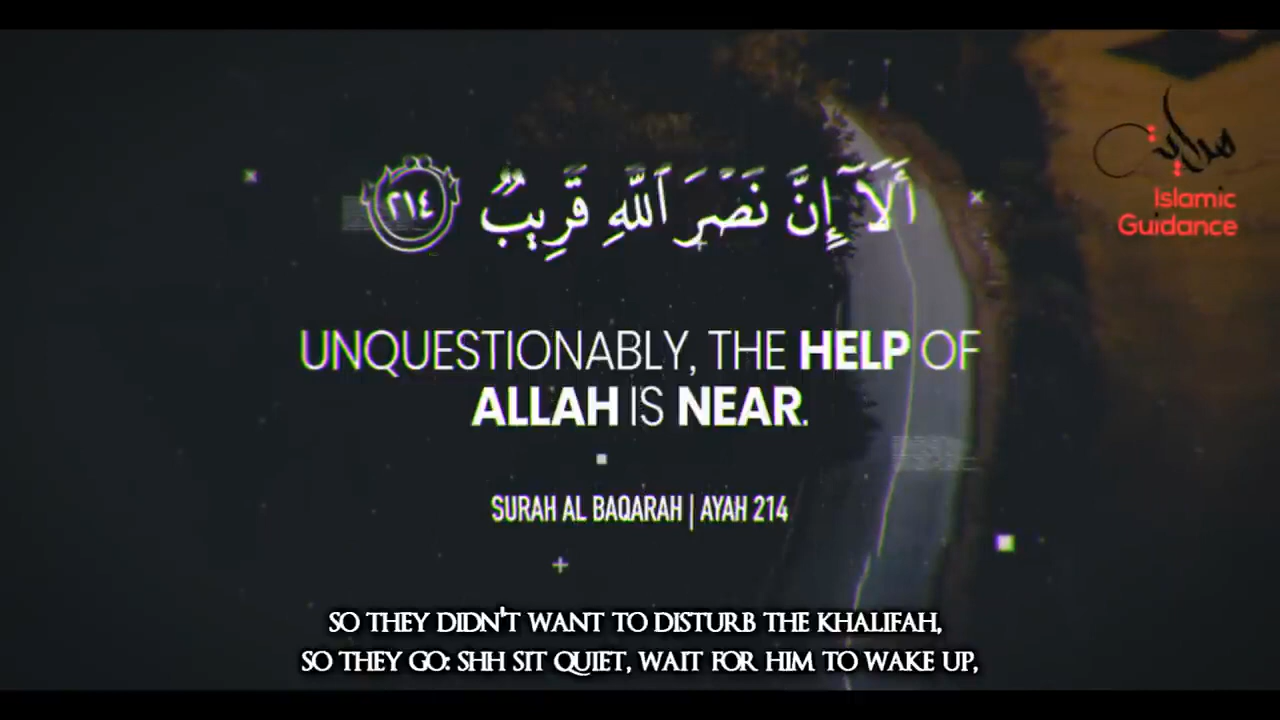 أَلَآ إِنَّ نَصْرَ ٱللَّهِ قَرِيبٌ ٢١٤
هداية
Islamic
Guidance
UNQUESTIONABLY, THE HELP OF
ALLAH IS NEAR.
SURAH AL BAQARAH | AYAH 214
SO THEY DIDN'T WANT TO DISTURB THE KHALIFAH,
SO THEY GO: SHH SIT QUIET, WAIT FOR HIM TO WAKE UP,